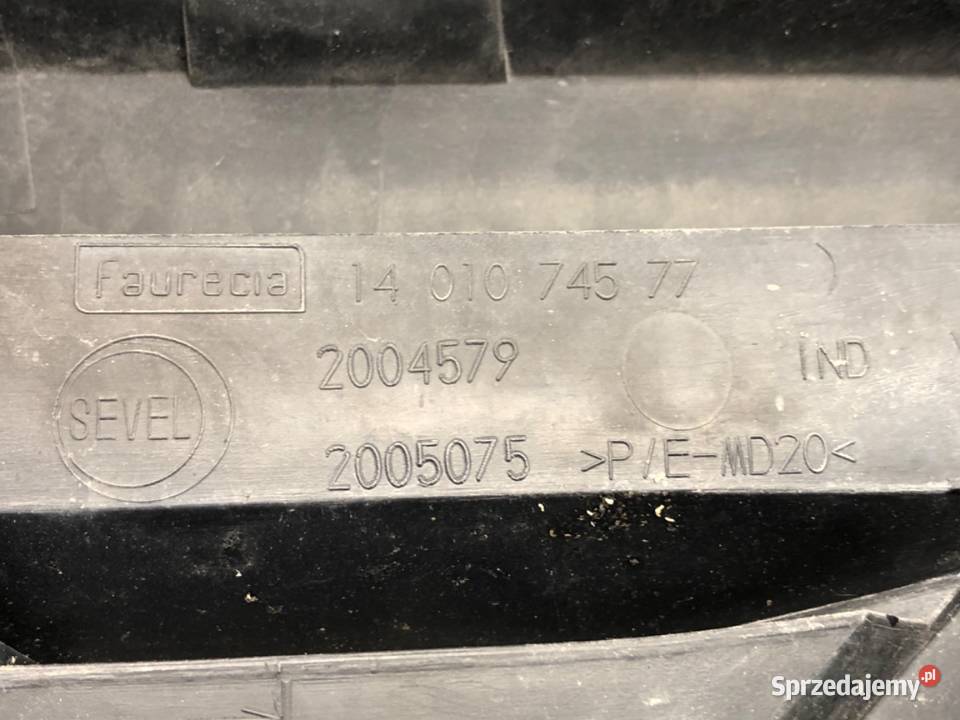 Faurecia 14 010 745 77
2004579 IND
SEVEL
2005075 >P/E-MD20<
Sprzedajemy.pl